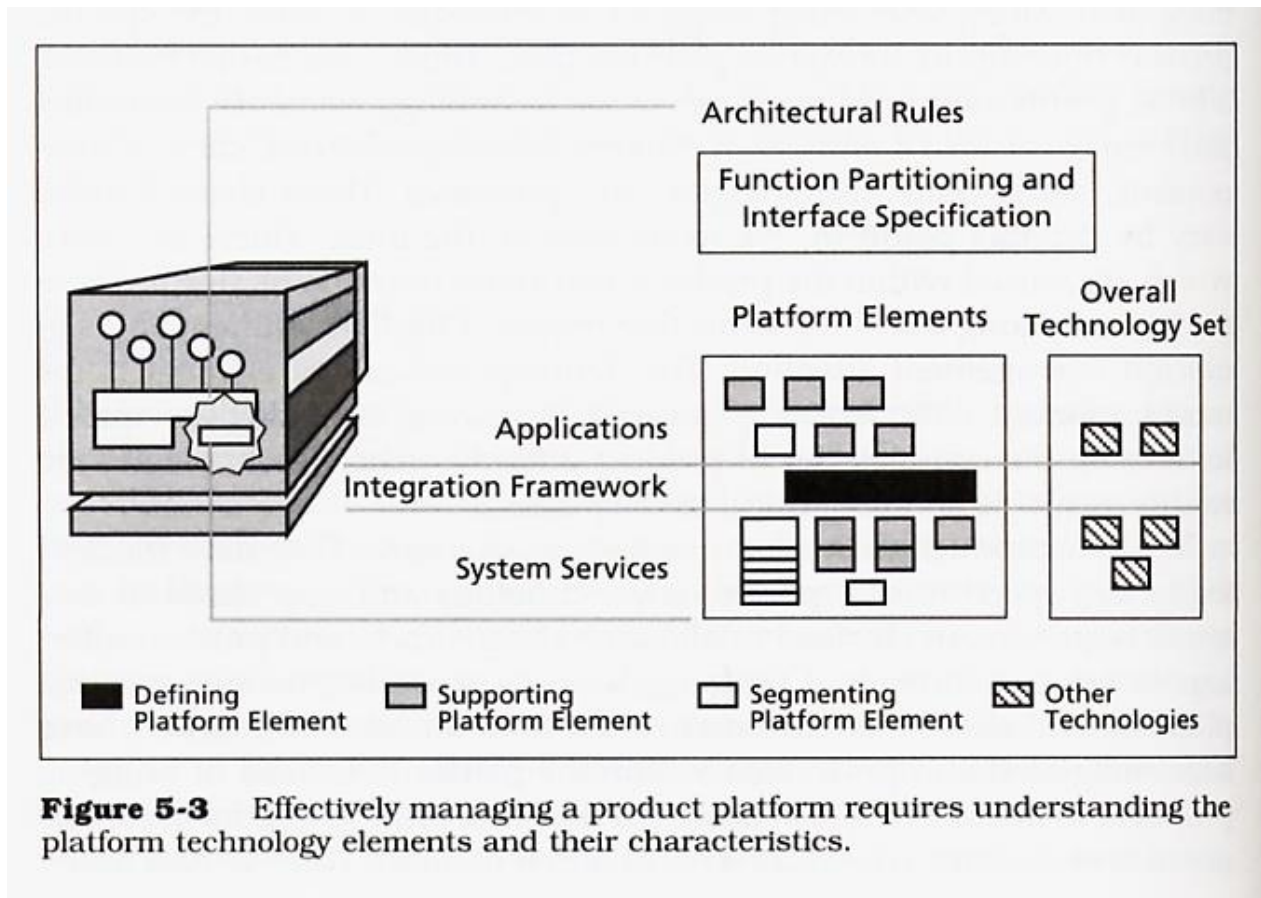 Architectural Rules
Function Partitioning and
Interface Specification
Platform Elements
Overall
Technology Set
Applications
Integration Framework
System Services
Defining
Platform Element
Supporting
Platform Element
Segmenting
Platform Element
Other
Technologies
Figure 5-3 Effectively managing a product platform requires understanding the
platform technology elements and their characteristics.